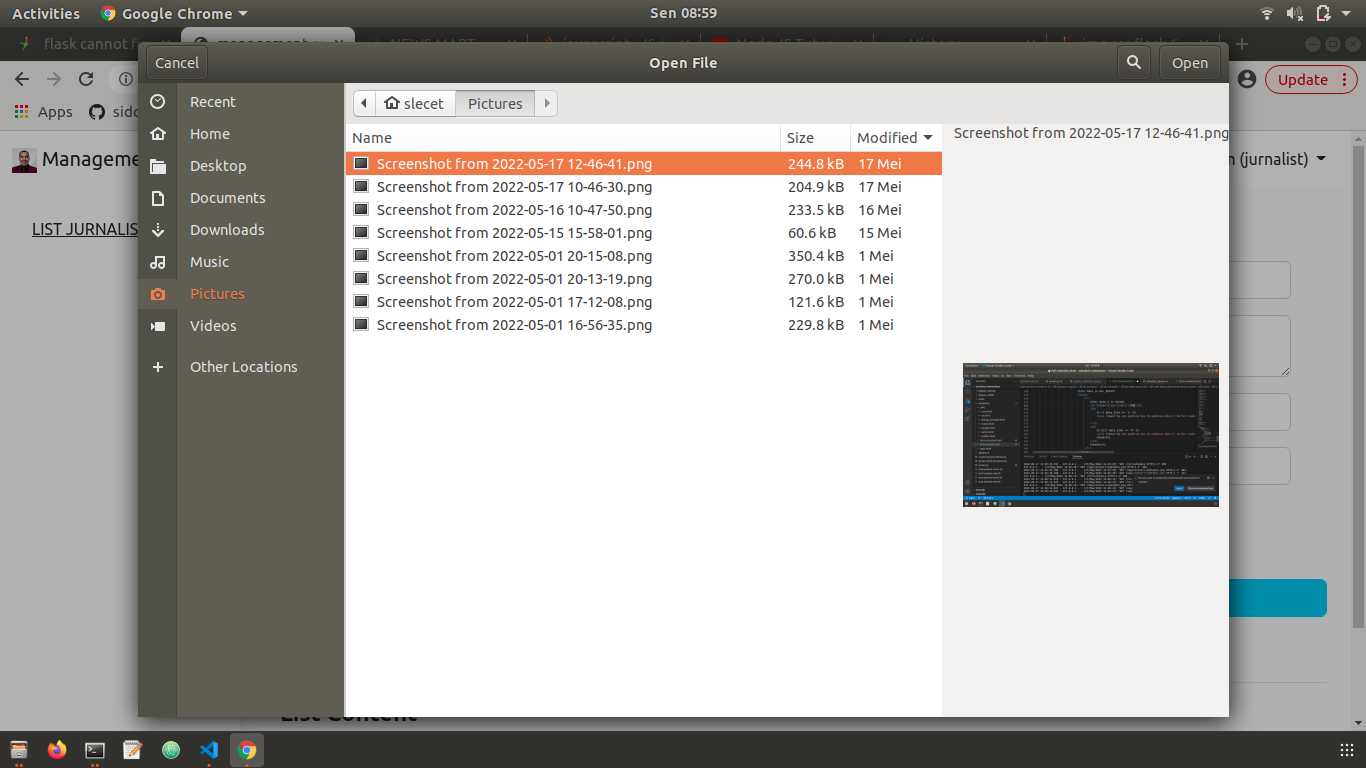 Activities Google Chrome Sen 08:59
flask cannot
Cancel Open File Open
Update
Apps
Recent
Home
Desktop
Documents
Downloads
Music
Pictures
Videos
Other Locations
slecet Pictures
Name Size Modified
Screenshot from 2022-05-17 12-46-41.png 244.8 kB 17 Mei
Screenshot from 2022-05-17 10-46-30.png 204.9 kB 17 Mei
Screenshot from 2022-05-16 10-47-50.png 233.5 kB 16 Mei
Screenshot from 2022-05-15 15-58-01.png 60.6 kB 15 Mei
Screenshot from 2022-05-01 20-15-08.png 350.4 kB 1 Mei
Screenshot from 2022-05-01 20-13-19.png 270.0 kB 1 Mei
Screenshot from 2022-05-01 17-12-08.png 121.6 kB 1 Mei
Screenshot from 2022-05-01 16-56-35.png 229.8 kB 1 Mei
Screenshot from 2022-05-17 12-46-41.png
Manageme
(jurnalist)
LIST JURNALIS
List Content